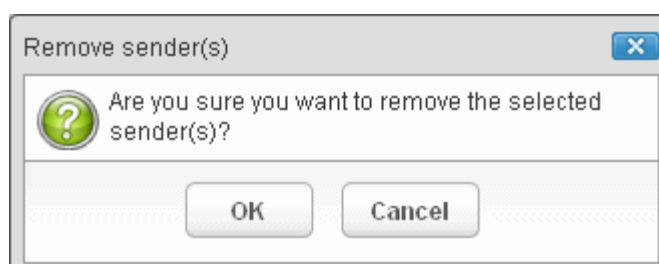 Remove sender(s)
Are you sure you want to remove the selected
sender(s)?
OK Cancel